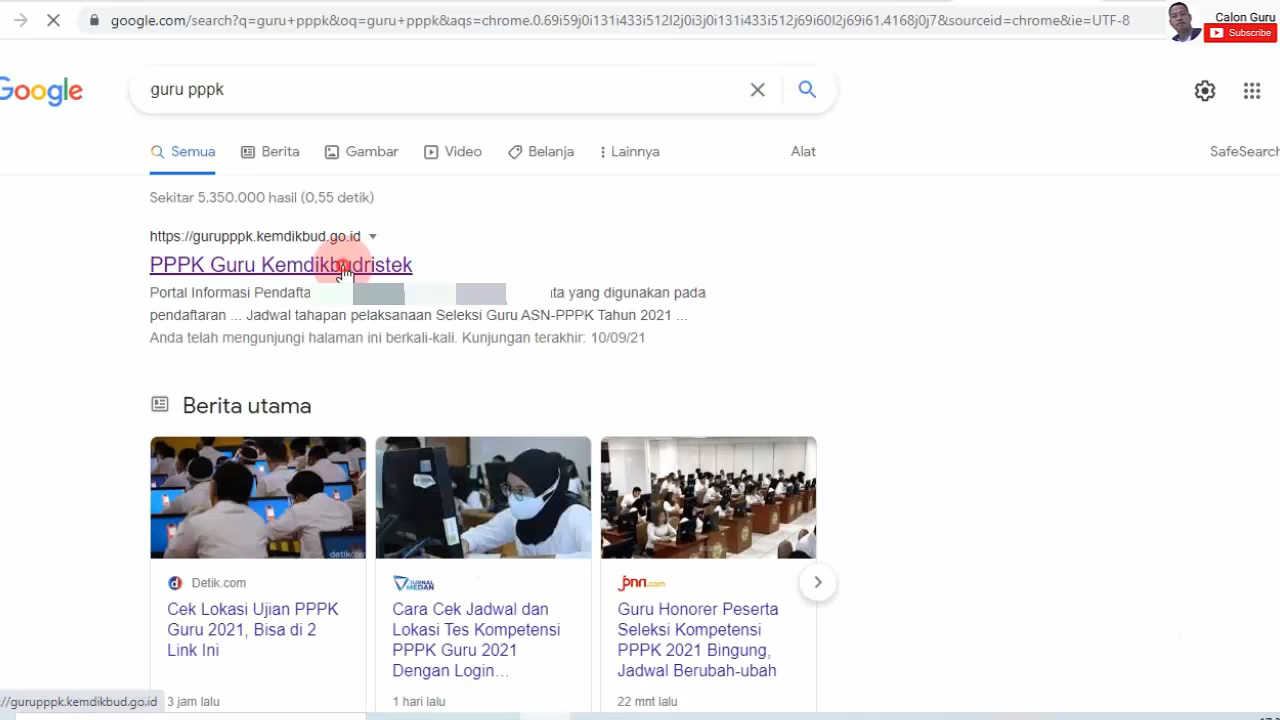 google.com/search?q=guru+pppk&oq=guru+pppk&aqs=chrome.0.69i59j0i131i433i512l2j0i3j0i131i433i512j69i60l2j69i61.4168j0j7&sourceid=chrome&ie=UTF-8
Calon Guru
Subscribe
Google
guru pppk
Semua
Berita
Gambar
Video
Belanja
Lainnya
Alat
SafeSearch
Sekitar 5.350.000 hasil (0,55 detik)
https://gurupppk.kemdikbud.go.id
PPPK Guru Kemdikbudristek
Portal Informasi Pendafta ta yang digunakan pada
pendaftaran ... Jadwal tahapan pelaksanaan Seleksi Guru ASN-PPPK Tahun 2021 ...
Anda telah mengunjungi halaman ini berkali-kali. Kunjungan terakhir: 10/09/21
Berita utama
detikcom
Detik.com
Cek Lokasi Ujian PPPK
Guru 2021, Bisa di 2
Link Ini
3 jam lalu
JURNAL
MEDAN
Cara Cek Jadwal dan
Lokasi Tes Kompetensi
PPPK Guru 2021
Dengan Login...
1 hari lalu
jpnn.com
Guru Honorer Peserta
Seleksi Kompetensi
PPPK 2021 Bingung,
Jadwal Berubah-ubah
22 mnt lalu
://gurupppk.kemdikbud.go.id